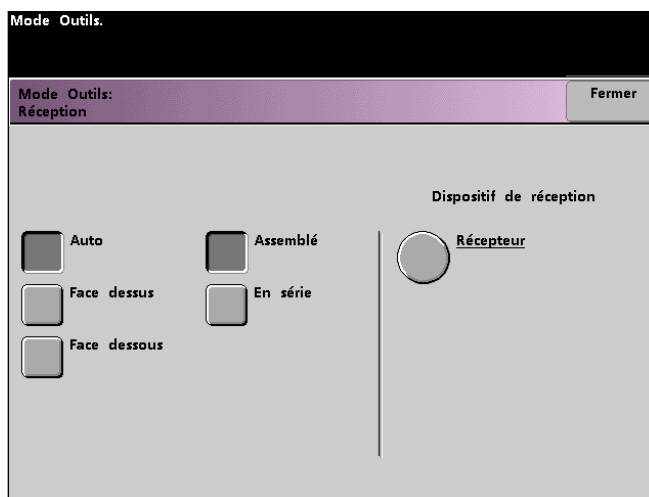 Mode Outils.
Mode Outils:
Réception
Fermer
Dispositif de réception
Auto
Assemblé
Récepteur
Face dessus
En série
Face dessous